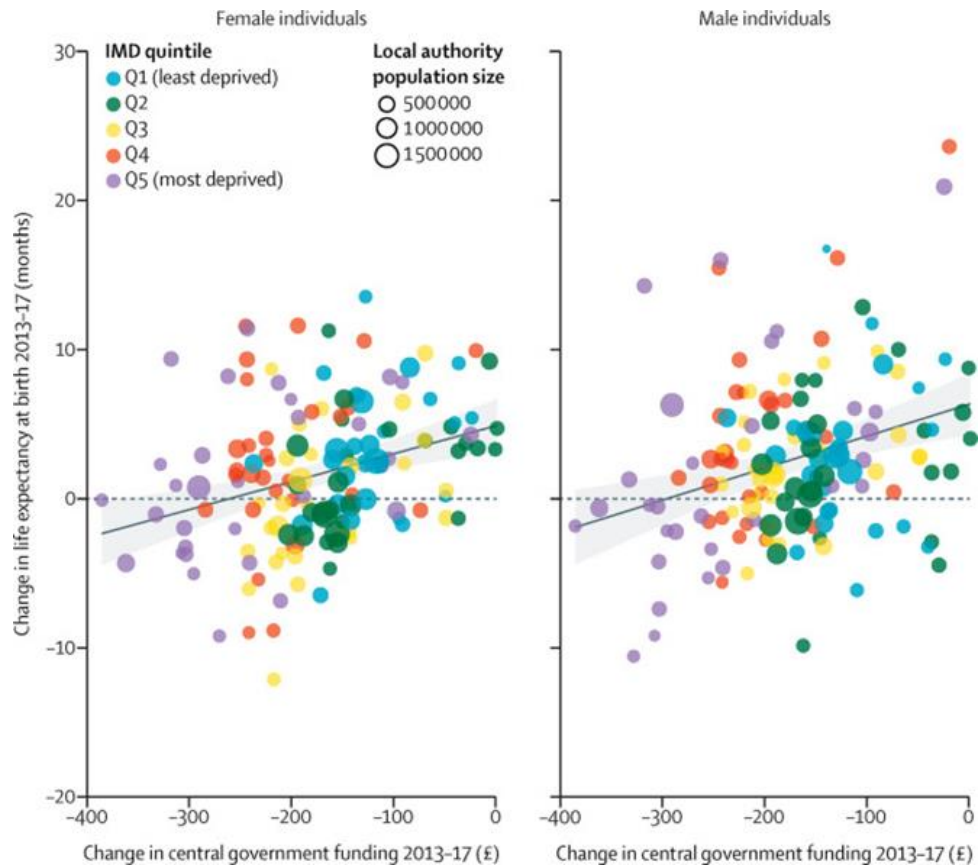 Female individuals
Male individuals
IMD quintile
Q1 (least deprived)
Q2
Q3
Q4
Q5 (most deprived)
Local authority
population size
500 000
1 000 000
1 500 000
Change in life expectancy at birth 2013–17 (months)
30
20
10
0
–10
–20
–400
–300
–200
–100
0
–400
–300
–200
–100
0
Change in central government funding 2013–17 (£)
Change in central government funding 2013–17 (£)